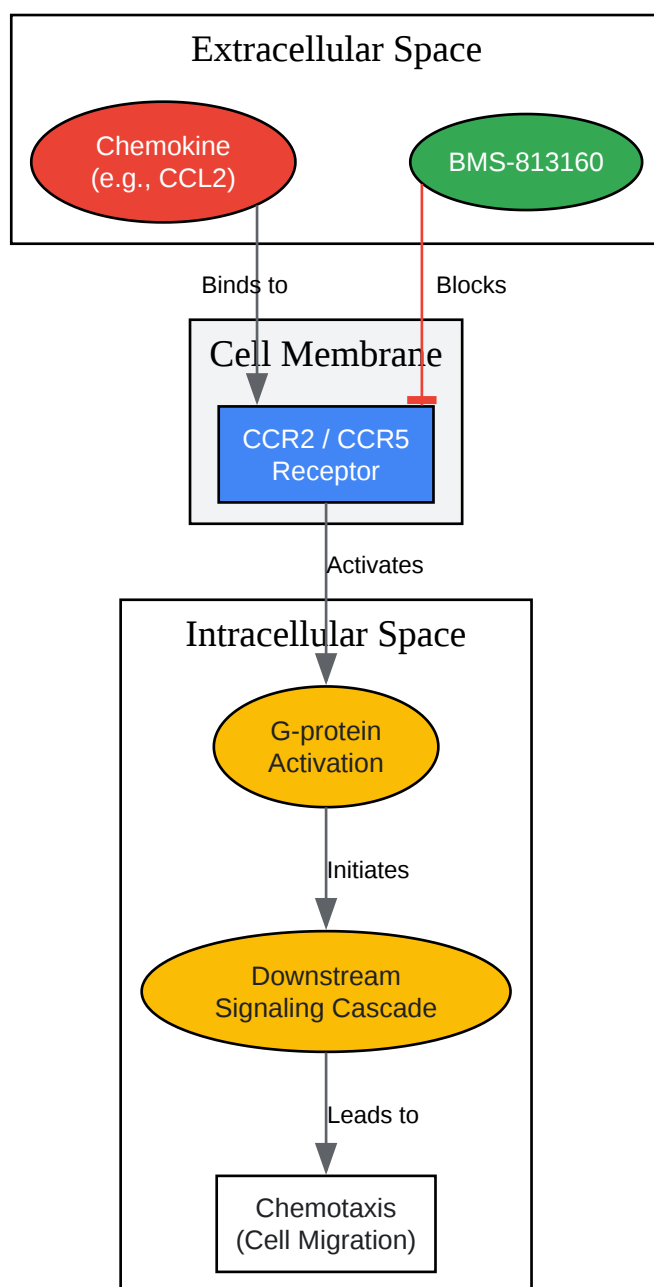 Extracellular Space
Chemokine
(e.g., CCL2)
BMS-813160
Binds to
Blocks
Cell Membrane
CCR2 / CCR5
Receptor
Activates
Intracellular Space
G-protein
Activation
Initiates
Downstream
Signaling Cascade
Leads to
Chemotaxis
(Cell Migration)